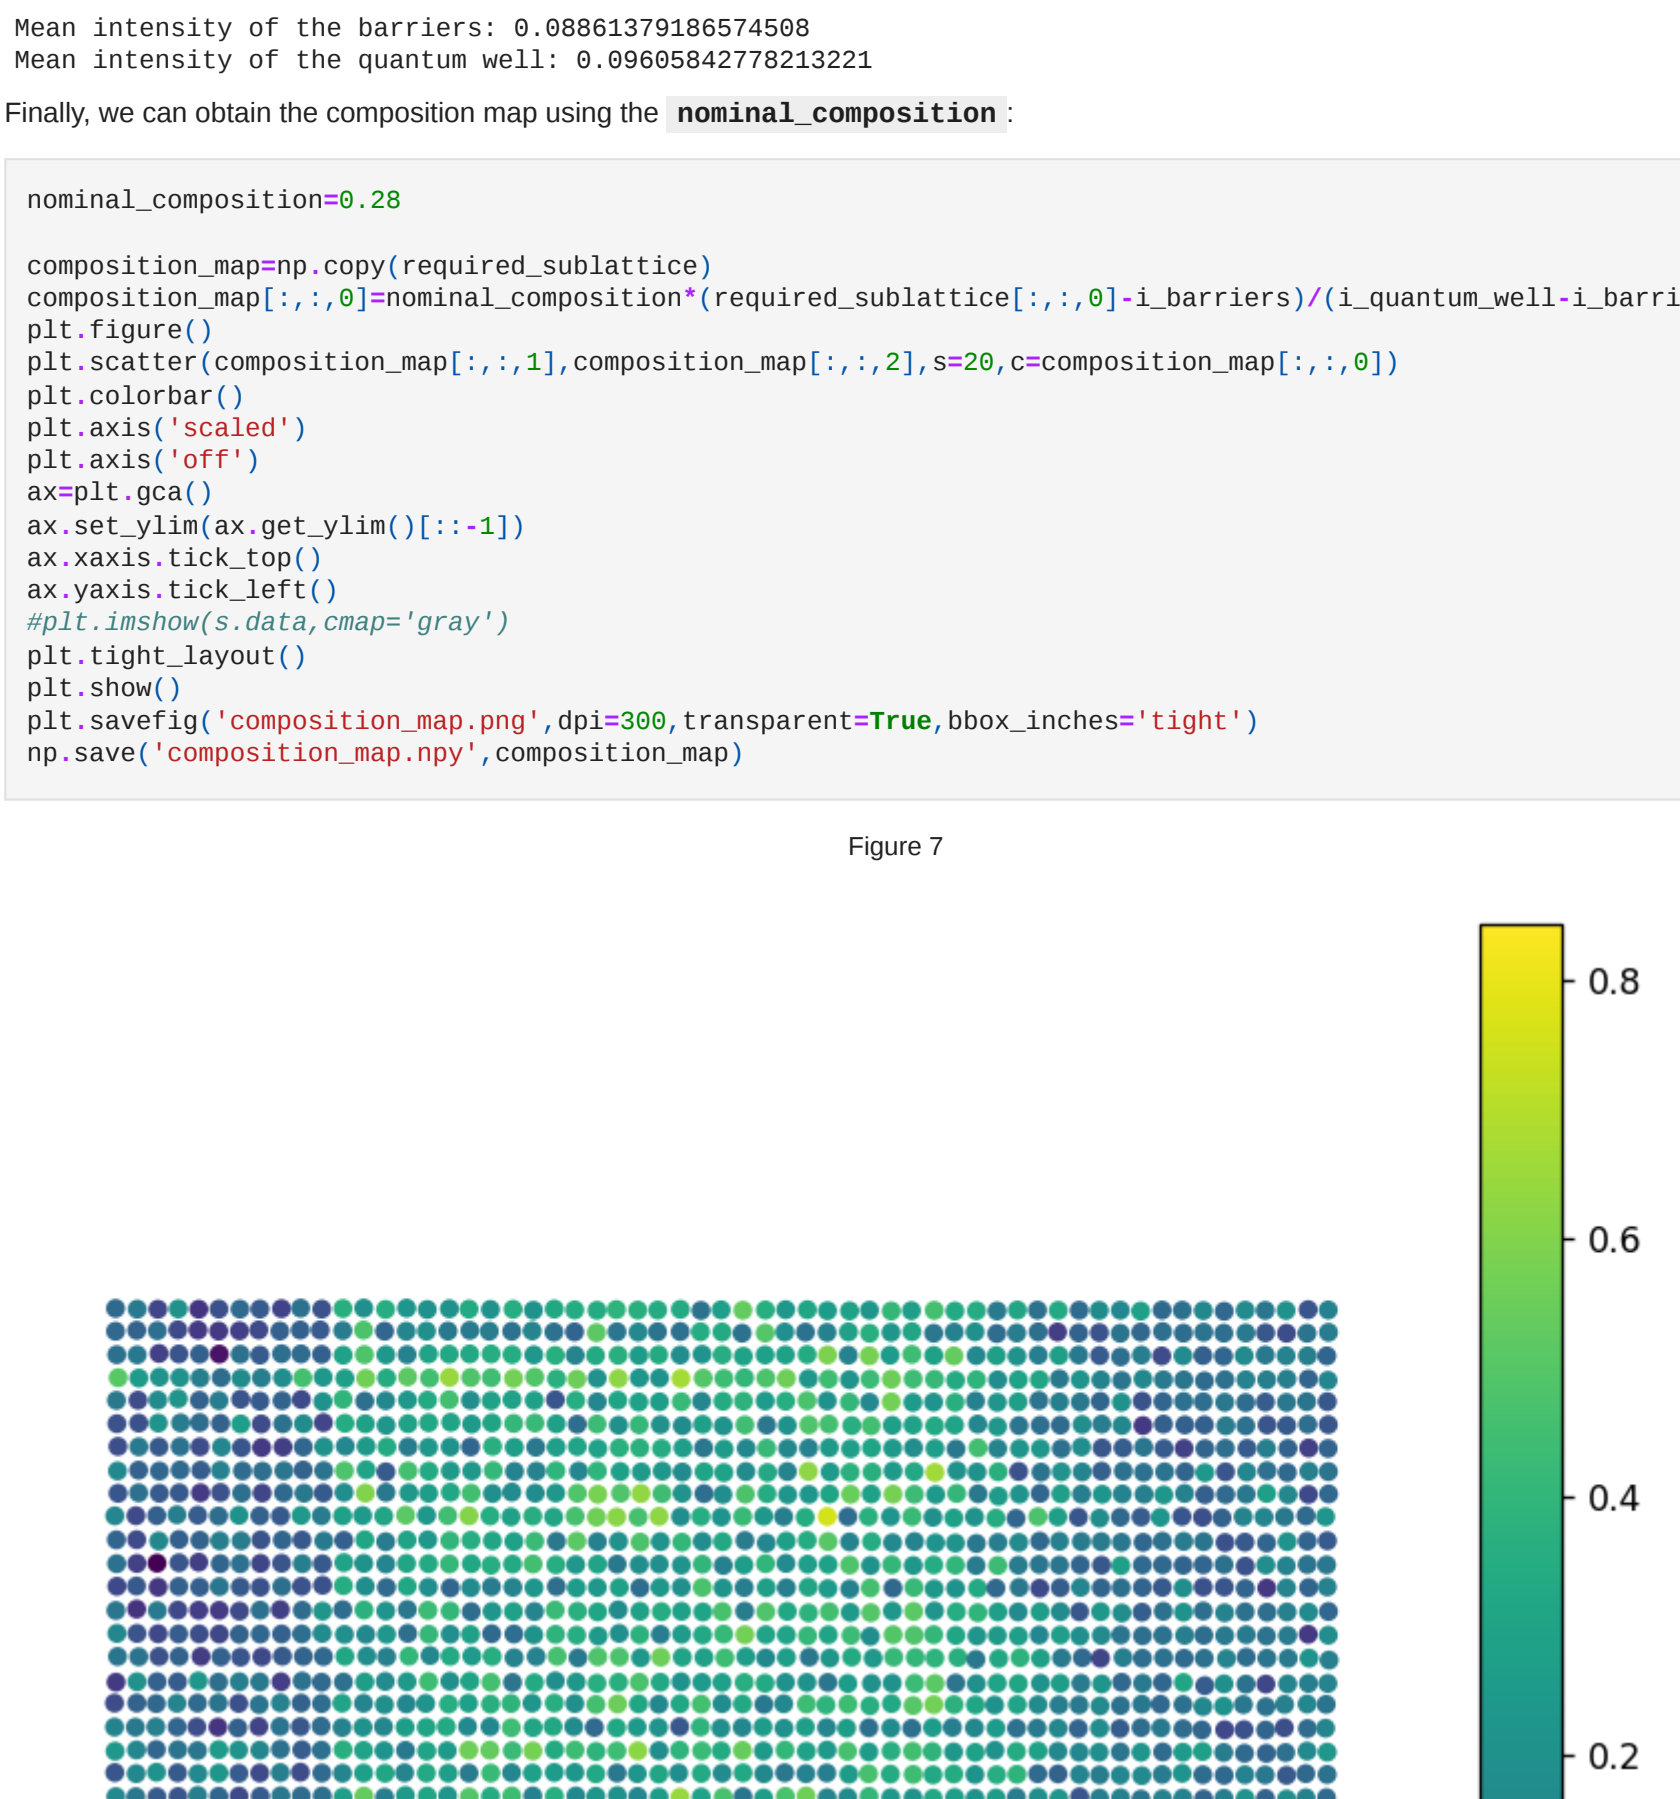 Mean intensity of the barriers: 0.08861379186574508
Mean intensity of the quantum well: 0.09605842778213221
Finally, we can obtain the composition map using the nominal_composition :
nominal_composition=0.28
composition_map=np.copy(required_sublattice)
composition_map[:,:,0]=nominal_composition*(required_sublattice[:,:,0]-i_barriers)/(i_quantum_well-i_barri
plt.figure()
plt.scatter(composition_map[:,:,1],composition_map[:,:,2],s=20,c=composition_map[:,:,0])
plt.colorbar()
plt.axis('scaled')
plt.axis('off')
ax=plt.gca()
ax.set_ylim(ax.get_ylim()[::-1])
ax.xaxis.tick_top()
ax.yaxis.tick_left()
#plt.imshow(s.data,cmap='gray')
plt.tight_layout()
plt.show()
plt.savefig('composition_map.png',dpi=300,transparent=True,bbox_inches='tight')
np.save('composition_map.npy',composition_map)
Figure 7
0.8
0.6
0.4
0.2